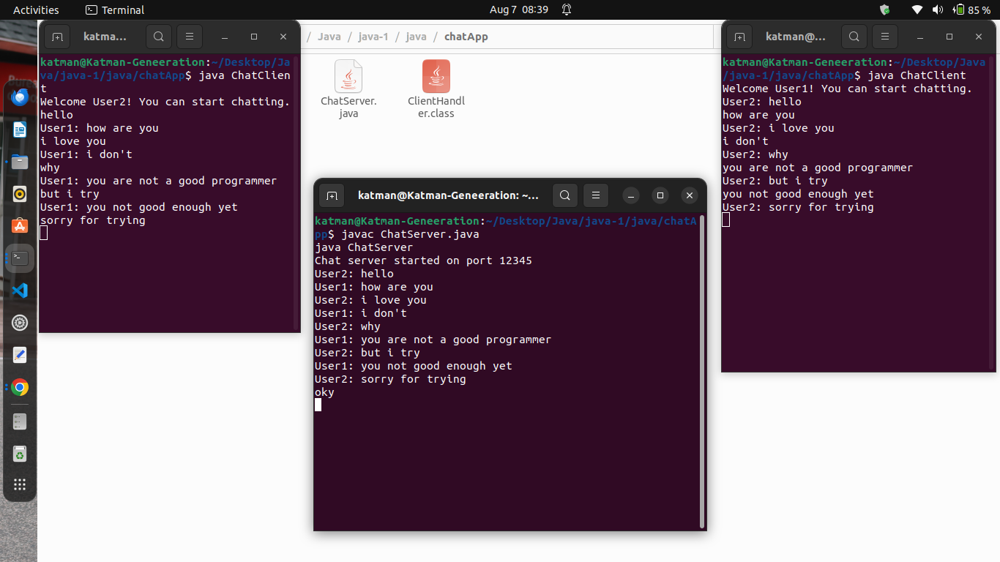 Activities
Terminal
Aug 7 08:39
85 %
katma...
katman@Katman-Geneeration:~/Desktop/Ja
va/java-1/java/chatApp$ java ChatClien
t
Welcome User2! You can start chatting.
hello
User1: how are you
i love you
User1: i don't
why
User1: you are not a good programmer
but i try
User1: you not good enough yet
sorry for trying
/ Java / java-1 / java / chatApp
ChatServer.
java
ClientHandl
er.class
katman@Katman-Geneeration: ~...
katman@Katman-Geneeration:~/Desktop/Java/java-1/java/chatA
pp$ javac ChatServer.java
java ChatServer
Chat server started on port 12345
User2: hello
User1: how are you
User2: i love you
User1: i don't
User2: why
User1: you are not a good programmer
User2: but i try
User1: you not good enough yet
User2: sorry for trying
oky
katman@...
katman@Katman-Geneeration:~/Desktop/Java
/java-1/java/chatApp$ java ChatClient
Welcome User1! You can start chatting.
User2: hello
how are you
User2: i love you
i don't
User2: why
you are not a good programmer
User2: but i try
you not good enough yet
User2: sorry for trying